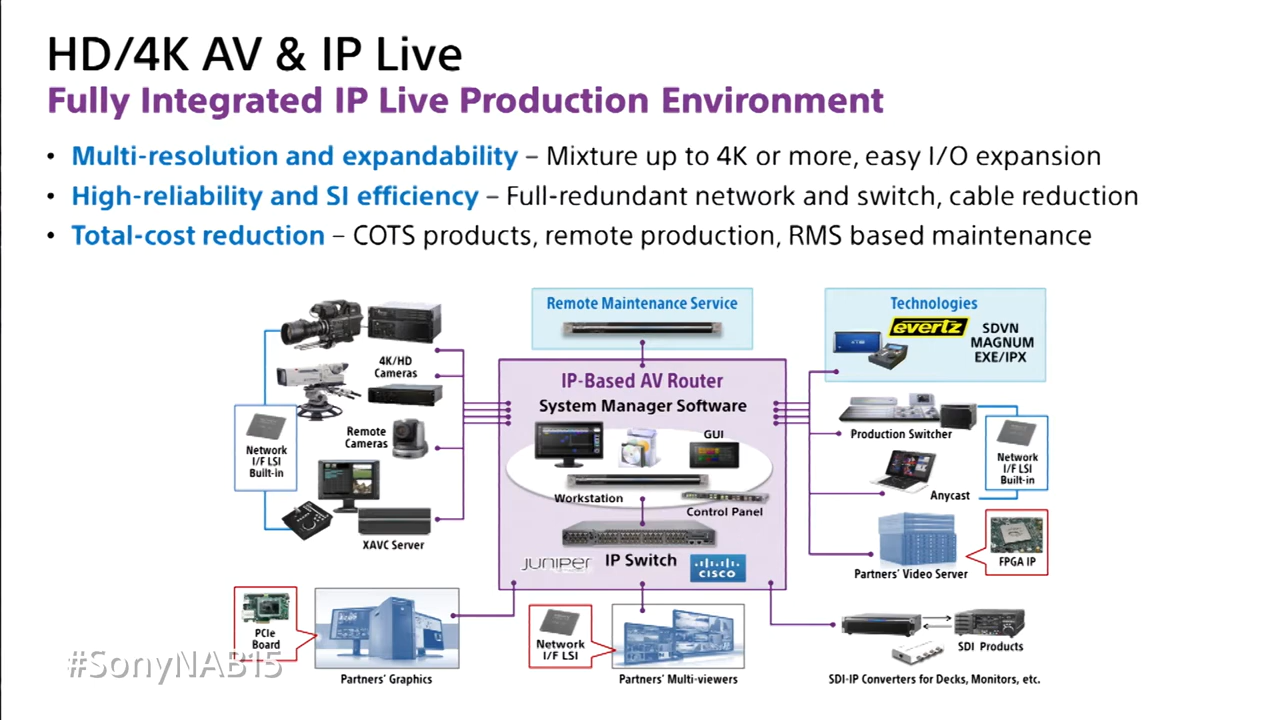 HD/4K AV & IP Live
Fully Integrated IP Live Production Environment
• Multi-resolution and expandability – Mixture up to 4K or more, easy I/O expansion
• High-reliability and SI efficiency – Full-redundant network and switch, cable reduction
• Total-cost reduction – COTS products, remote production, RMS based maintenance
4K/HD
Cameras
Remote
Cameras
Network
I/F LSI
Built-in
XAVC Server
Remote Maintenance Service
IP-Based AV Router
System Manager Software
GUI
Workstation
Control Panel
IP Switch
JUNIPER
CISCO
Technologies
evertz
SDVN
MAGNUM
EXE/IPX
Production Switcher
Network
I/F LSI
Built-in
Anycast
Partners' Video Server
FPGA IP
PCIe
Board
Partners' Graphics
Network
I/F LSI
Partners' Multi-viewers
SDI Products
SDI-IP Converters for Decks, Monitors, etc.
#SonyNAB15